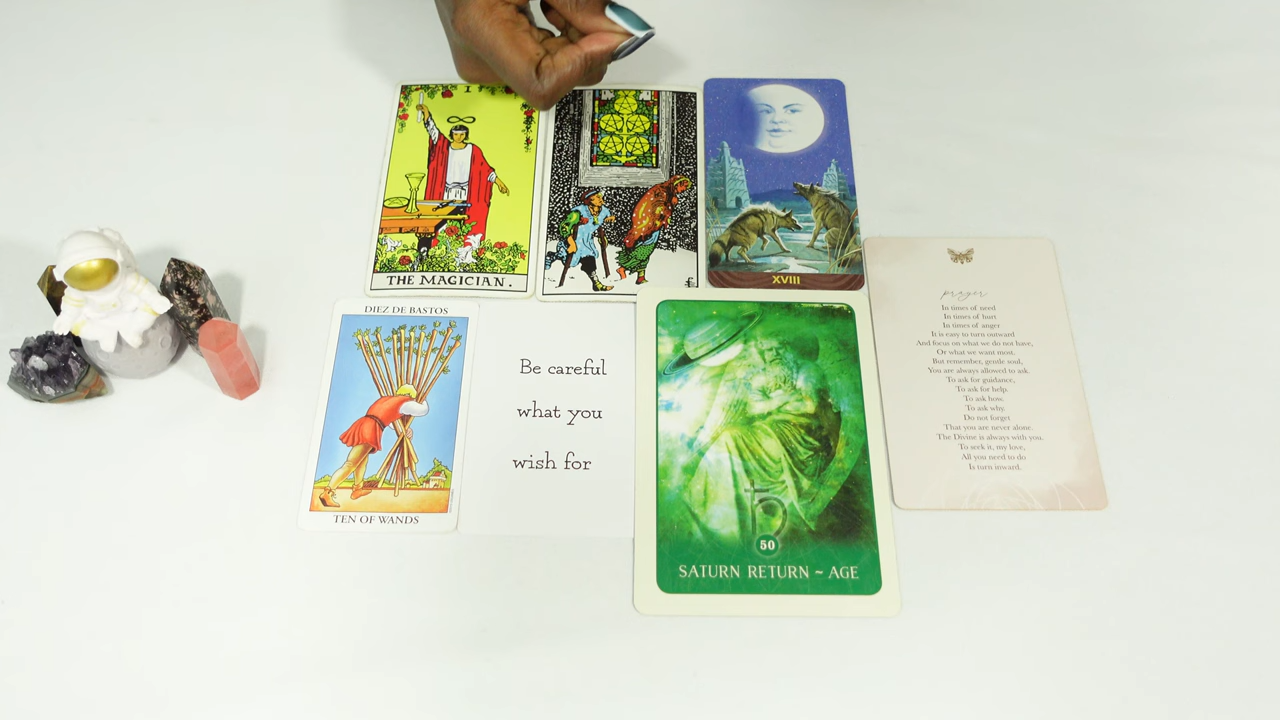 I
THE MAGICIAN.
XVIII
DIEZ DE BASTOS
TEN OF WANDS
Be careful
what you
wish for
50
SATURN RETURN ~ AGE
prayer
In times of need
In times of hurt
In times of anger
It is easy to turn outward
And focus on what we do not have,
Or what we want most.
But remember, gentle soul,
You are always allowed to ask.
To ask for guidance,
To ask for help.
To ask how.
To ask why.
Do not forget
That you are never alone.
The Divine is always with you.
To seek it, my love,
All you need to do
Is turn inward.